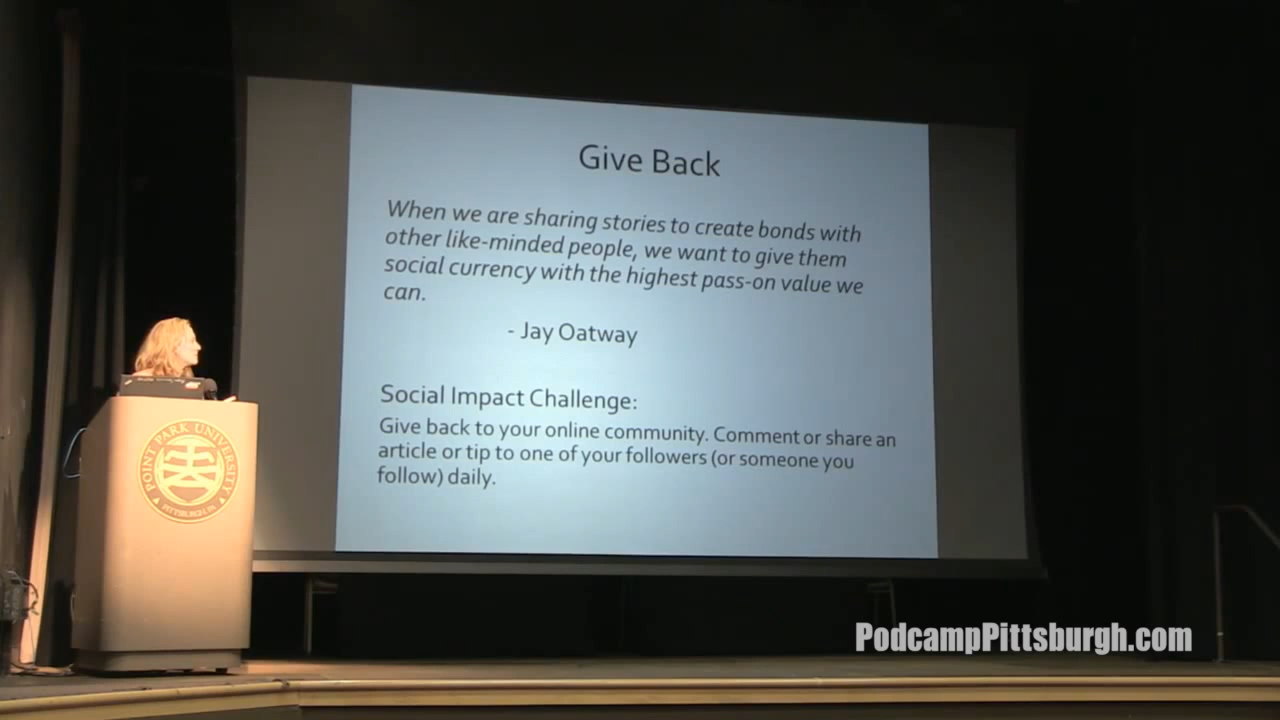 Give Back
When we are sharing stories to create bonds with
other like-minded people, we want to give them
social currency with the highest pass-on value we
can.
- Jay Oatway
Social Impact Challenge:
Give back to your online community. Comment or share an
article or tip to one of your followers (or someone you
follow) daily.
POINT PARK UNIVERSITY
PITTSBURGH, PA
PodcampPittsburgh.com